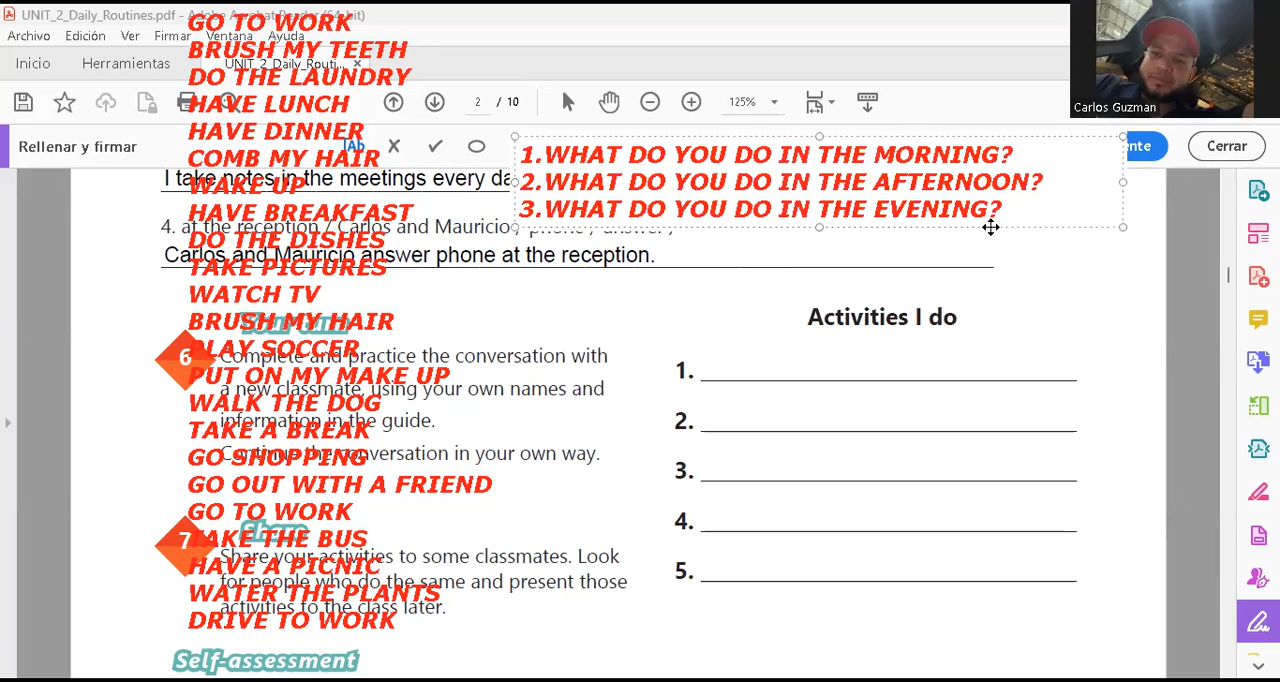 UNIT_2_Daily_Routines.pdf - Adobe Acrobat Reader (64-bit)
Archivo Edición Ver Firmar Ventana Ayuda
Inicio Herramientas UNIT_2_Daily_Routi... ×
2 / 10 125%
Carlos Guzman
Rellenar y firmar IAb ente Cerrar
GO TO WORK
BRUSH MY TEETH
DO THE LAUNDRY
HAVE LUNCH
HAVE DINNER
COMB MY HAIR
WAKE UP
HAVE BREAKFAST
DO THE DISHES
TAKE PICTURES
WATCH TV
BRUSH MY HAIR
PLAY SOCCER
PUT ON MY MAKE UP
WALK THE DOG
TAKE A BREAK
GO SHOPPING
GO OUT WITH A FRIEND
GO TO WORK
TAKE THE BUS
HAVE A PICNIC
WATER THE PLANTS
DRIVE TO WORK
1.WHAT DO YOU DO IN THE MORNING?
2.WHAT DO YOU DO IN THE AFTERNOON?
3.WHAT DO YOU DO IN THE EVENING?
I take notes in the meetings every da
4. at the reception / Carlos and Mauricio / phone / answer /
Carlos and Mauricio answer phone at the reception.
Your turn
6 Complete and practice the conversation with
a new classmate, using your own names and
information in the guide.
Continue the conversation in your own way.
Share
7 Share your activities to some classmates. Look
for people who do the same and present those
activities to the class later.
Activities I do
1.
2.
3.
4.
5.
Self-assessment